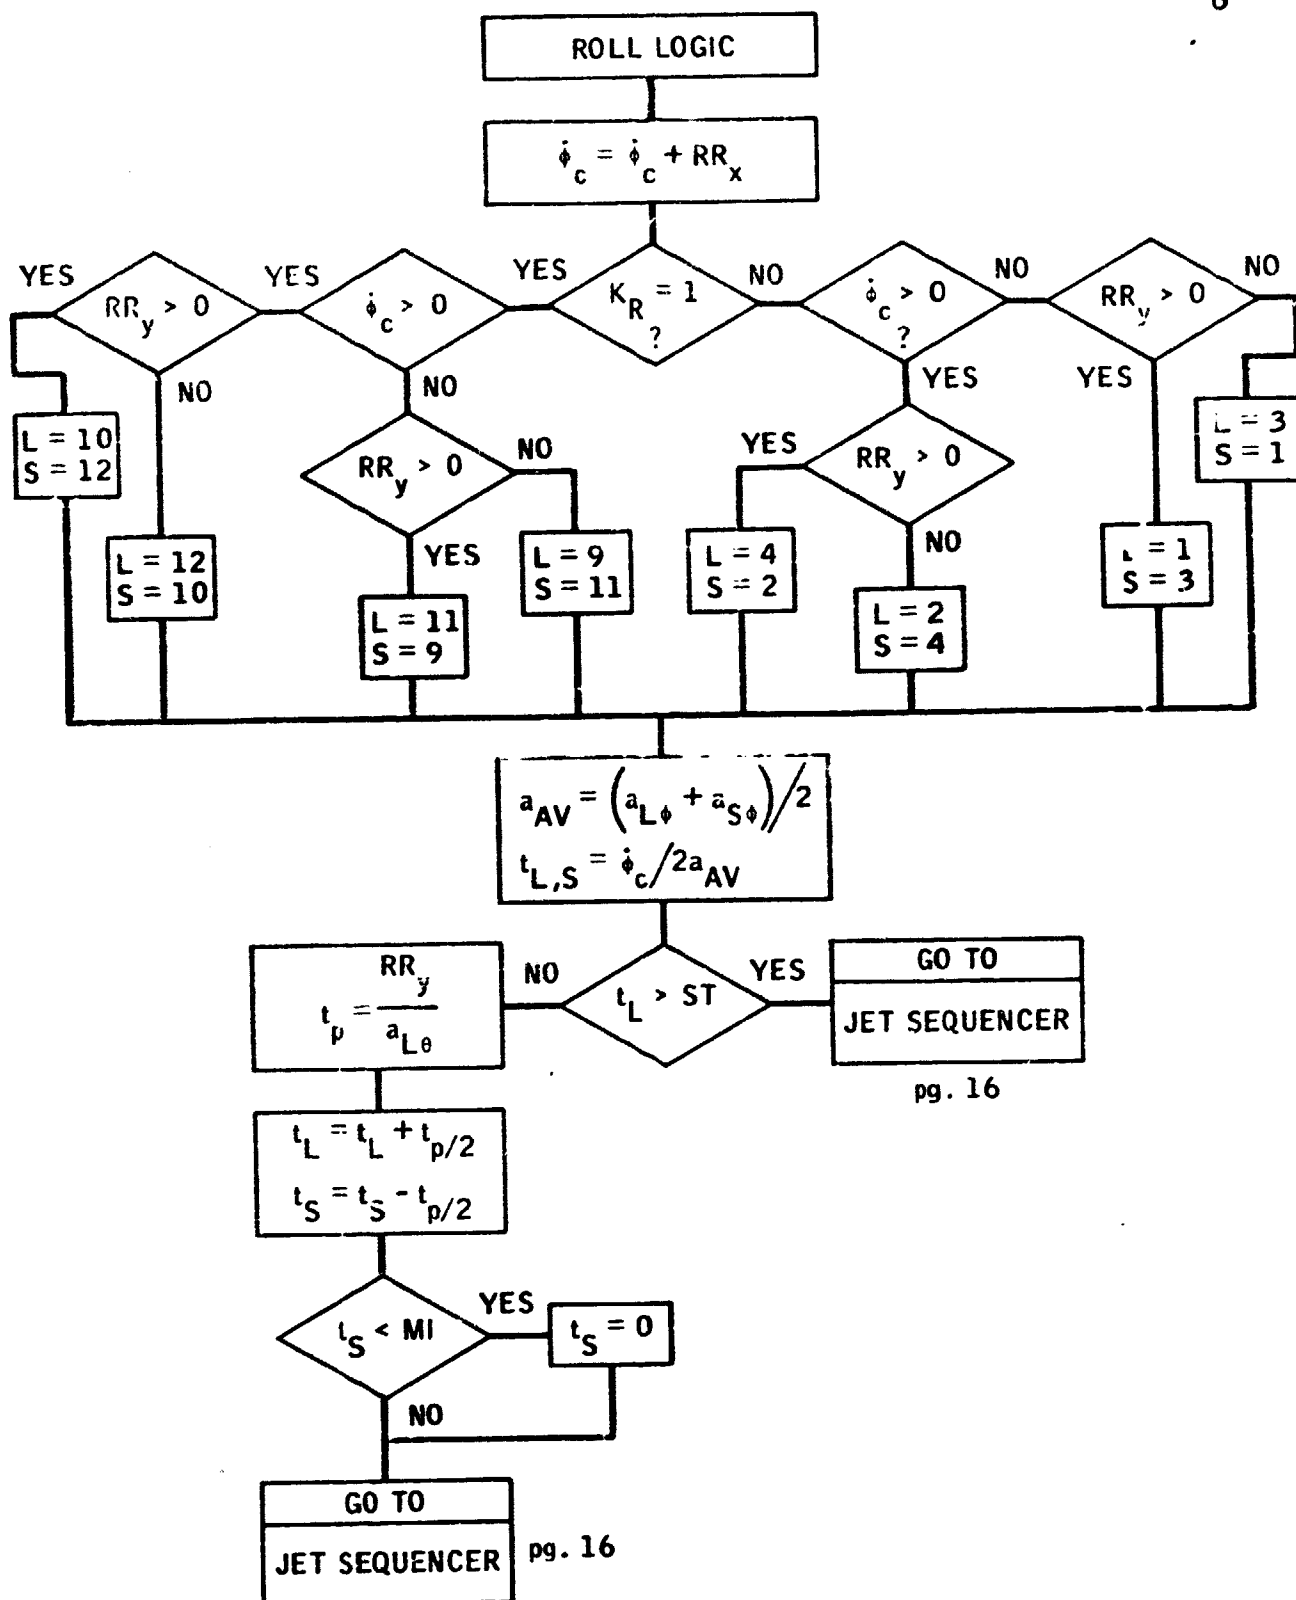 6
ROLL LOGIC
φ̇c = φ̇c + RRx
YES
RRy > 0
YES
φ̇c > 0
YES
KR = 1
?
NO
φ̇c > 0
?
NO
RRy > 0
NO
NO
NO
YES
YES
L = 10
S = 12
RRy > 0
NO
YES
RRy > 0
L = 3
S = 1
L = 12
S = 10
YES
L = 9
S = 11
L = 4
S = 2
NO
L = 1
S = 3
L = 11
S = 9
L = 2
S = 4
aAV = (aLφ + aSφ)/2
tL,S = φ̇c/2aAV
RRy
tp = 
aLθ
NO
tL > ST
YES
GO TO
JET SEQUENCER
pg. 16
tL = tL + tp/2
tS = tS - tp/2
tS < MI
YES
tS = 0
NO
GO TO
JET SEQUENCER
pg. 16